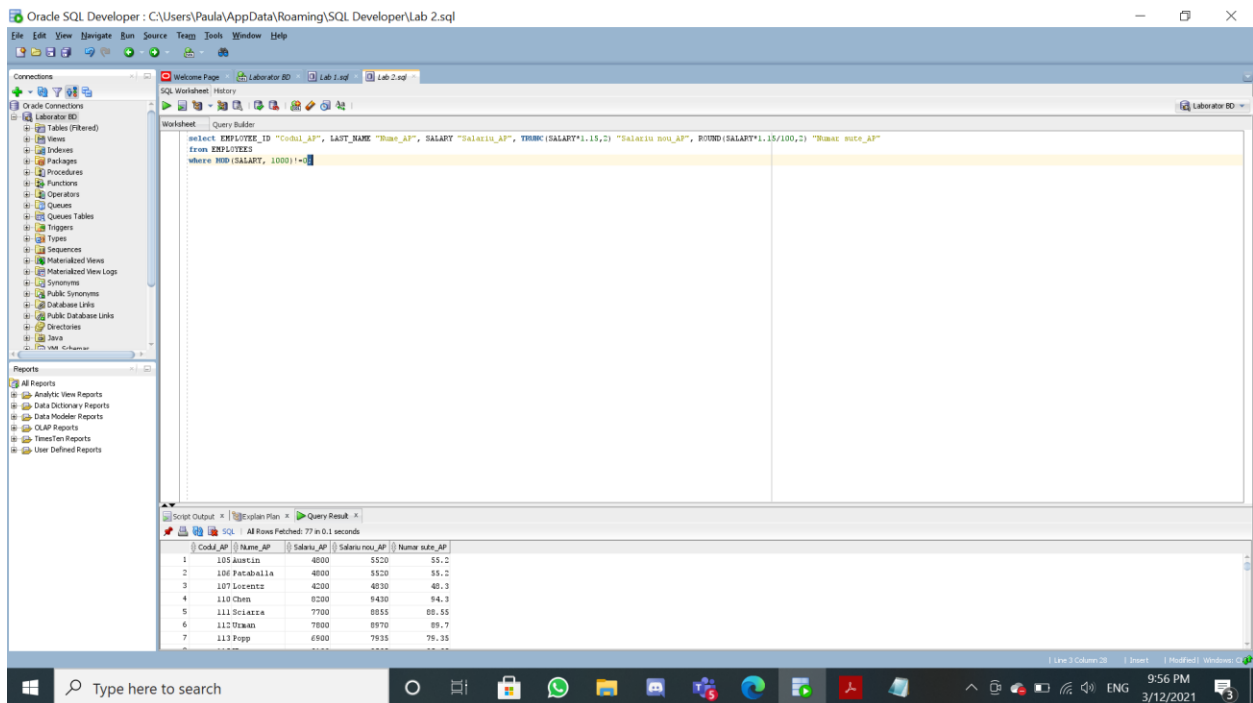 Oracle SQL Developer : C:\Users\Paula\AppData\Roaming\SQL Developer\Lab 2.sql
File Edit View Navigate Run Source Team Tools Window Help
Connections
Oracle Connections
Laborator BD
Tables (Filtered)
Views
Indexes
Packages
Procedures
Functions
Operators
Queues
Queues Tables
Triggers
Types
Sequences
Materialized Views
Materialized View Logs
Synonyms
Public Synonyms
Database Links
Public Database Links
Directories
Java
XML Schemas
Reports
All Reports
Analytic View Reports
Data Dictionary Reports
Data Modeler Reports
OLAP Reports
TimesTen Reports
User Defined Reports
Welcome Page Laborator BD Lab 1.sql Lab 2.sql
SQL Worksheet History
Laborator BD
Worksheet Query Builder
select EMPLOYEE_ID "Codul_AP", LAST_NAME "Nume_AP", SALARY "Salariu_AP", TRUNC(SALARY*1.15,2) "Salariu nou_AP", ROUND(SALARY*1.15/100,2) "Numar sute_AP"
from EMPLOYEES
where MOD(SALARY, 1000)!=0;
Script Output Explain Plan Query Result
SQL All Rows Fetched: 77 in 0.1 seconds
Codul_AP Nume_AP Salariu_AP Salariu nou_AP Numar sute_AP
1 105 Austin 4800 5520 55.2
2 106 Pataballa 4800 5520 55.2
3 107 Lorentz 4200 4830 48.3
4 110 Chen 8200 9430 94.3
5 111 Sciarra 7700 8855 88.55
6 112 Urman 7800 8970 89.7
7 113 Popp 6900 7935 79.35
Line 3 Column 28 Insert Modified Windows:
Type here to search
ENG
9:56 PM
3/12/2021
3